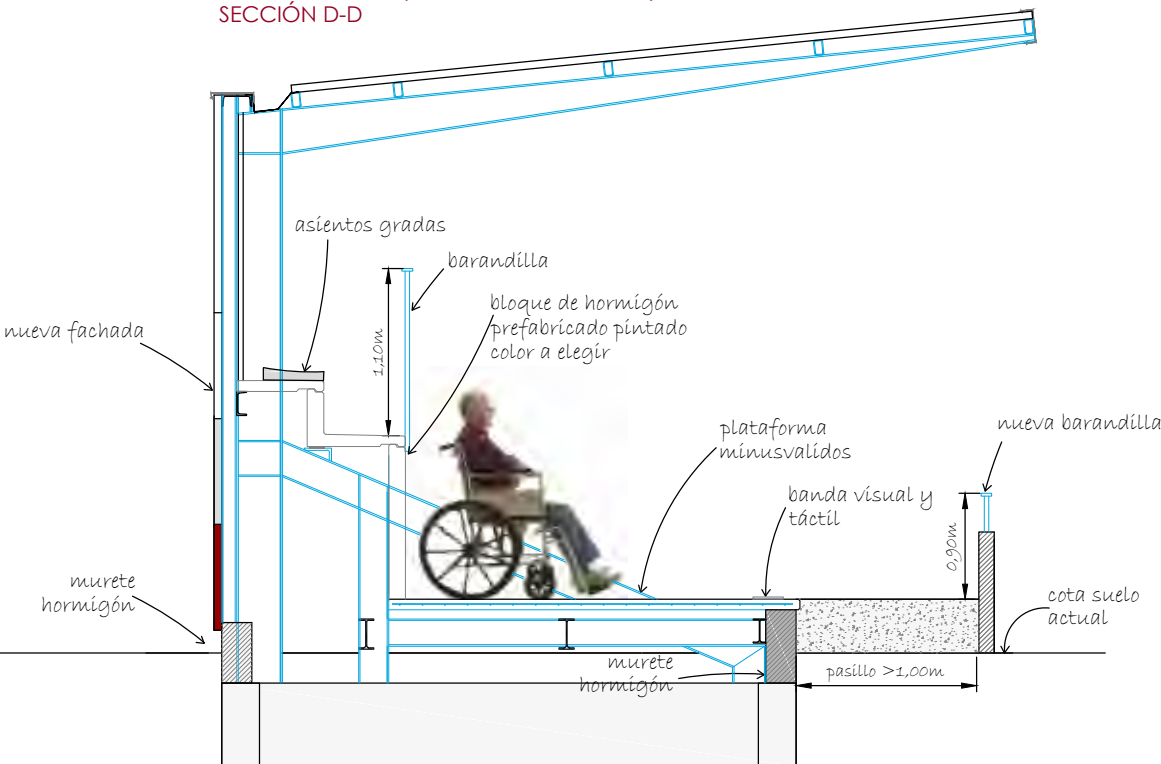 SECCIÓN D-D
asientos gradas
barandilla
bloque de hormigón
prefabricado pintado
color a elegir
nueva fachada
1,10m
plataforma
minusvalidos
nueva barandilla
banda visual y
táctil
0,90m
murete
hormigón
cota suelo
actual
murete
hormigón
pasillo >1,00m